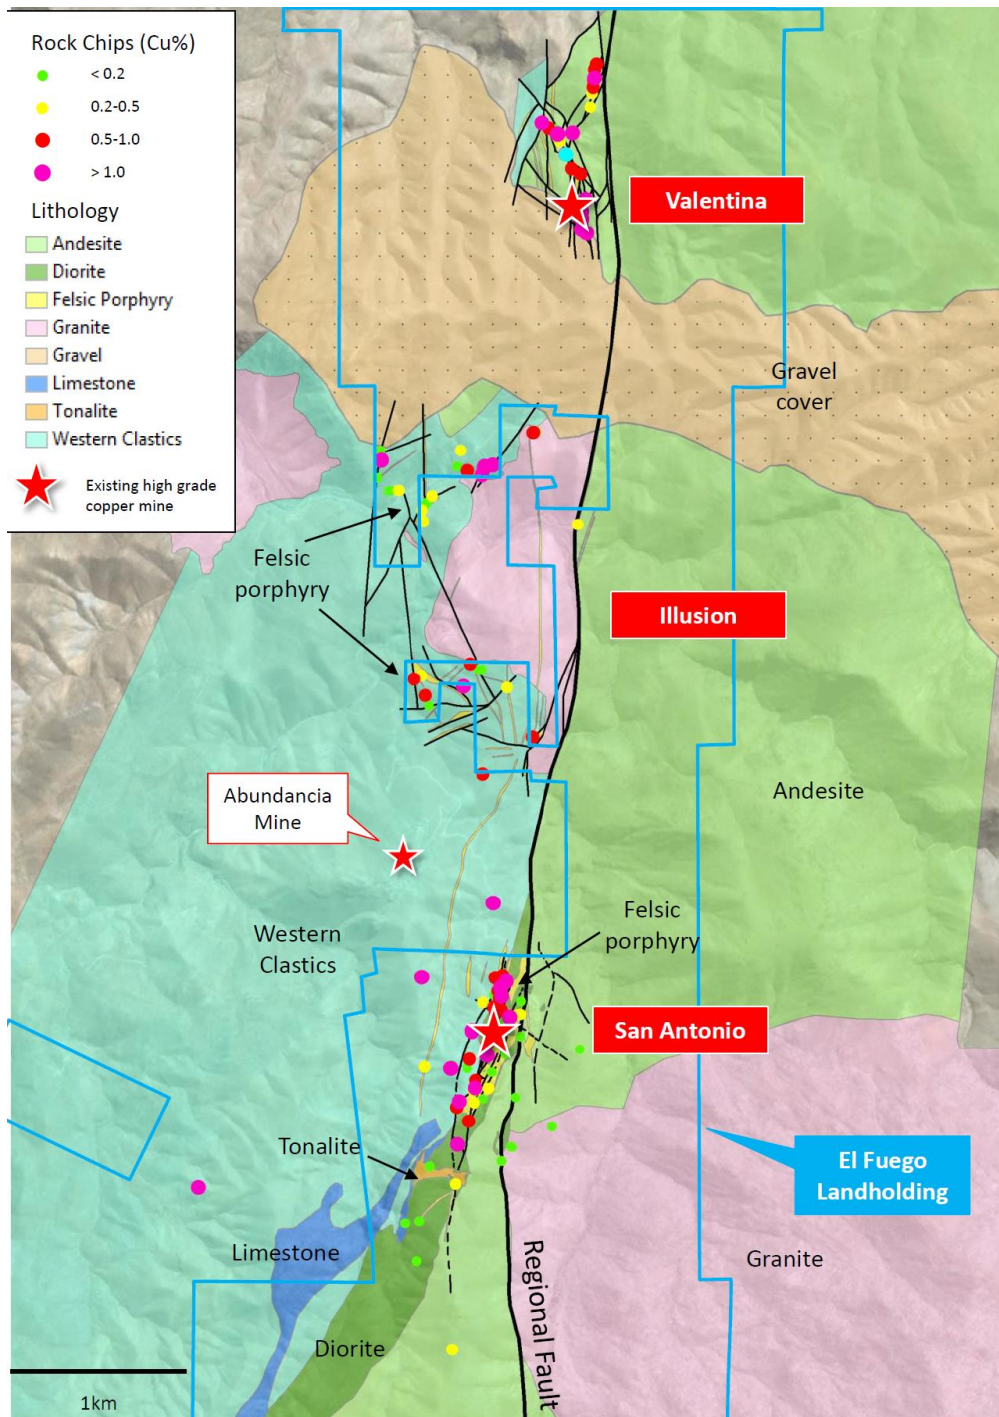 Rock Chips (Cu%)
< 0.2
0.2-0.5
0.5-1.0
> 1.0
Lithology
Andesite
Diorite
Felsic Porphyry
Granite
Gravel
Limestone
Tonalite
Western Clastics
Existing high grade
copper mine
Valentina
Gravel
cover
Felsic
porphyry
Illusion
Abundancia
Mine
Andesite
Western
Clastics
Felsic
porphyry
San Antonio
Tonalite
El Fuego
Landholding
Limestone
Granite
Regional Fault
Diorite
1km